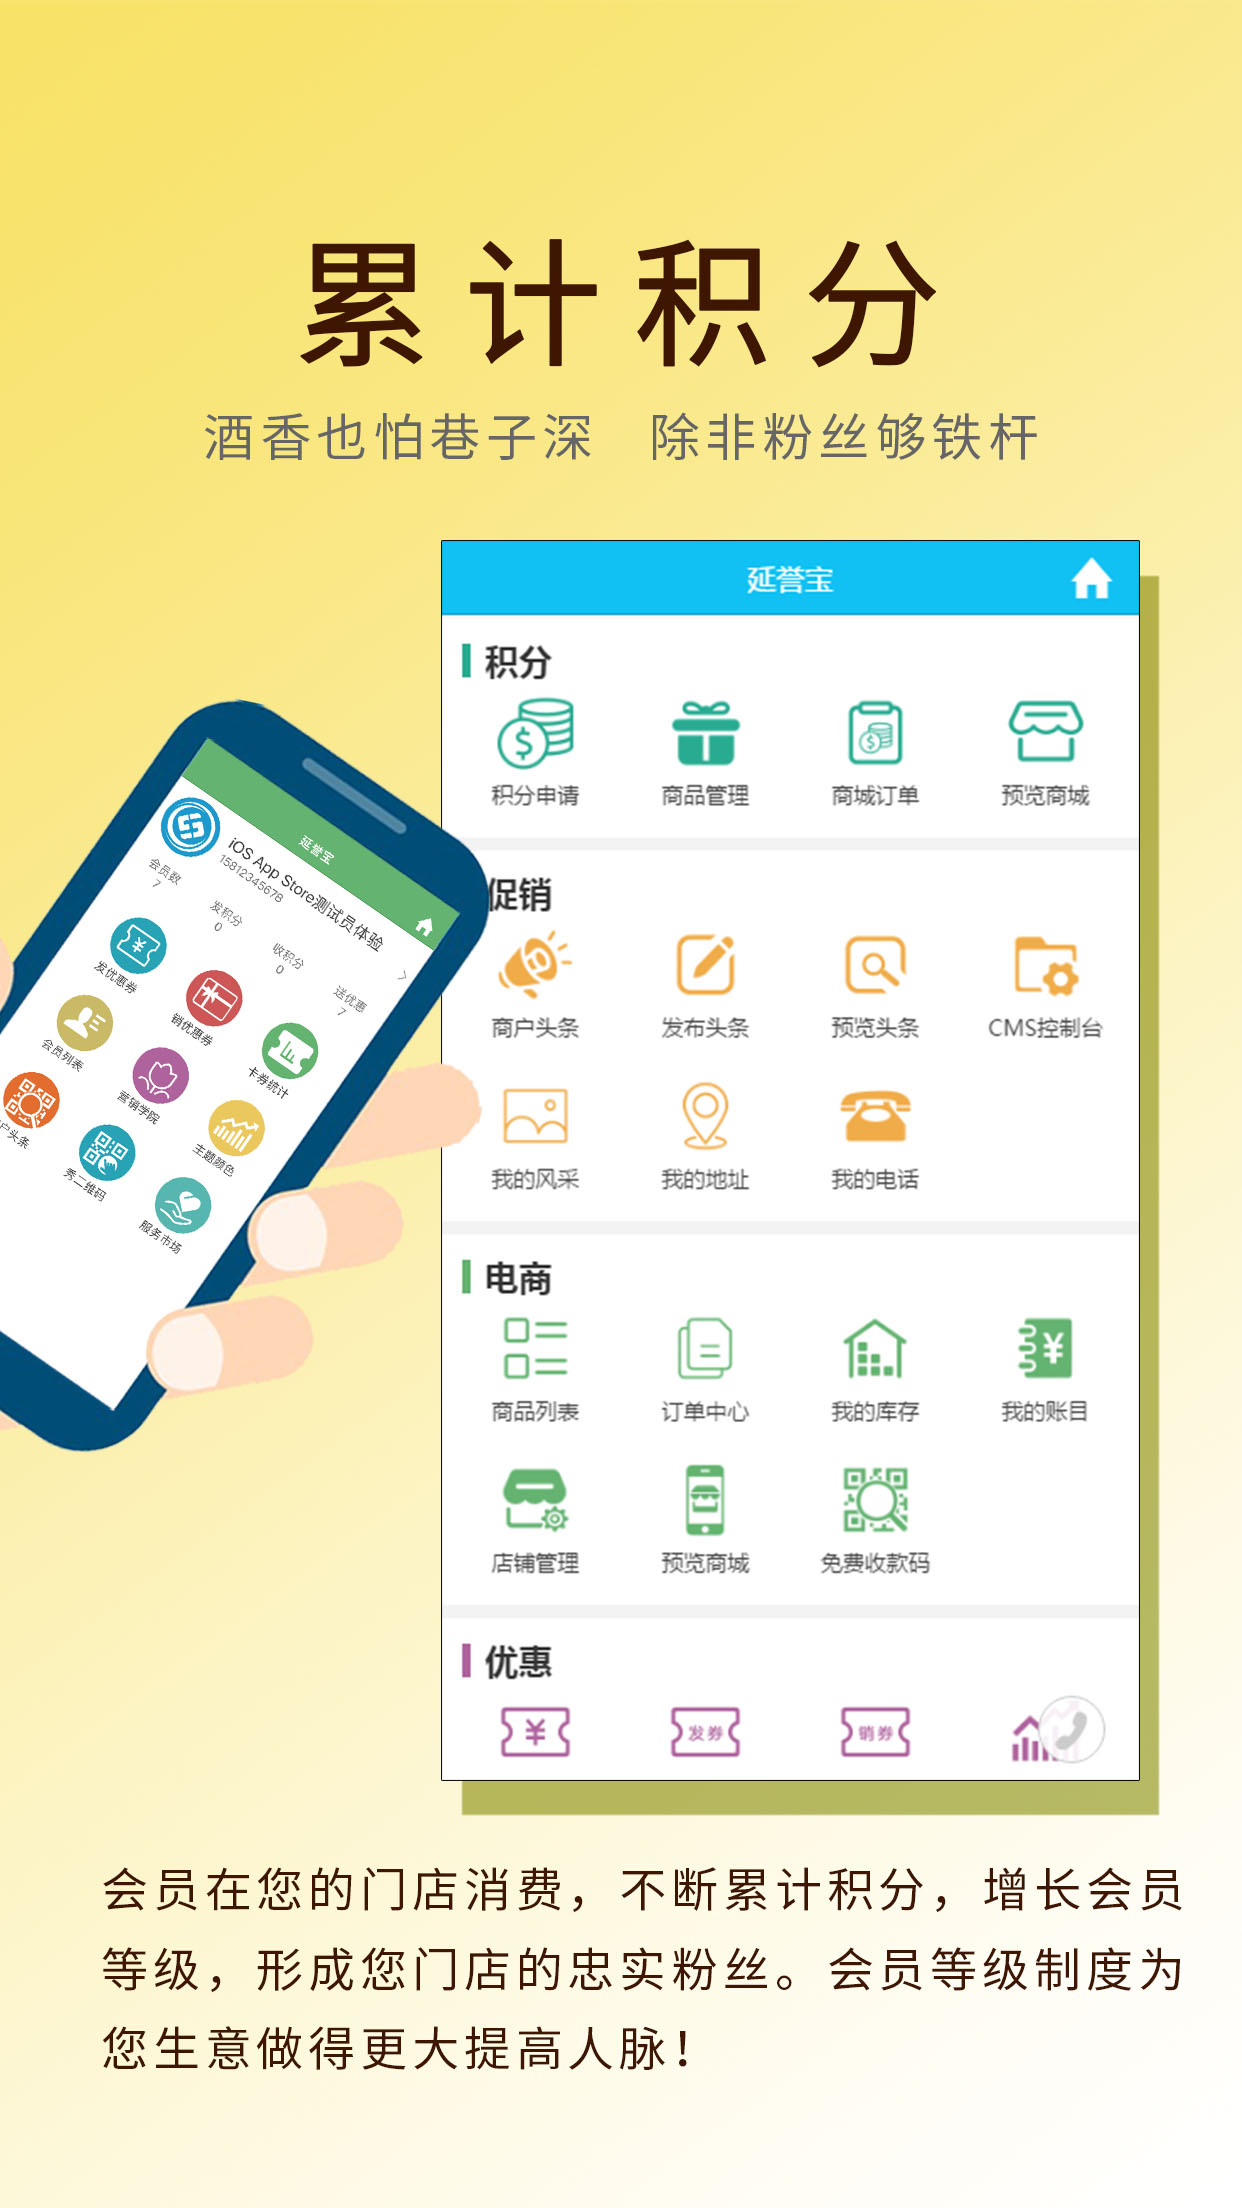 累计积分
酒香也怕巷子深 除非粉丝够铁杆
延誉宝
积分
积分申请 商品管理 商城订单 预览商城
促销
商户头条 发布头条 预览头条 CMS控制台
我的风采 我的地址 我的电话
电商
商品列表 订单中心 我的库存 我的账目
店铺管理 预览商城 免费收款码
优惠
发券 销券
延誉宝
iOS App Store测试员体验
15812345678
会员数 发积分 收积分 送优惠
7 0 0 7
发优惠券 销优惠券 卡券统计
会员列表 营销学院 主题颜色
户头条 秀二维码 服务市场
会员在您的门店消费，不断累计积分，增长会员
等级，形成您门店的忠实粉丝。会员等级制度为
您生意做得更大提高人脉！